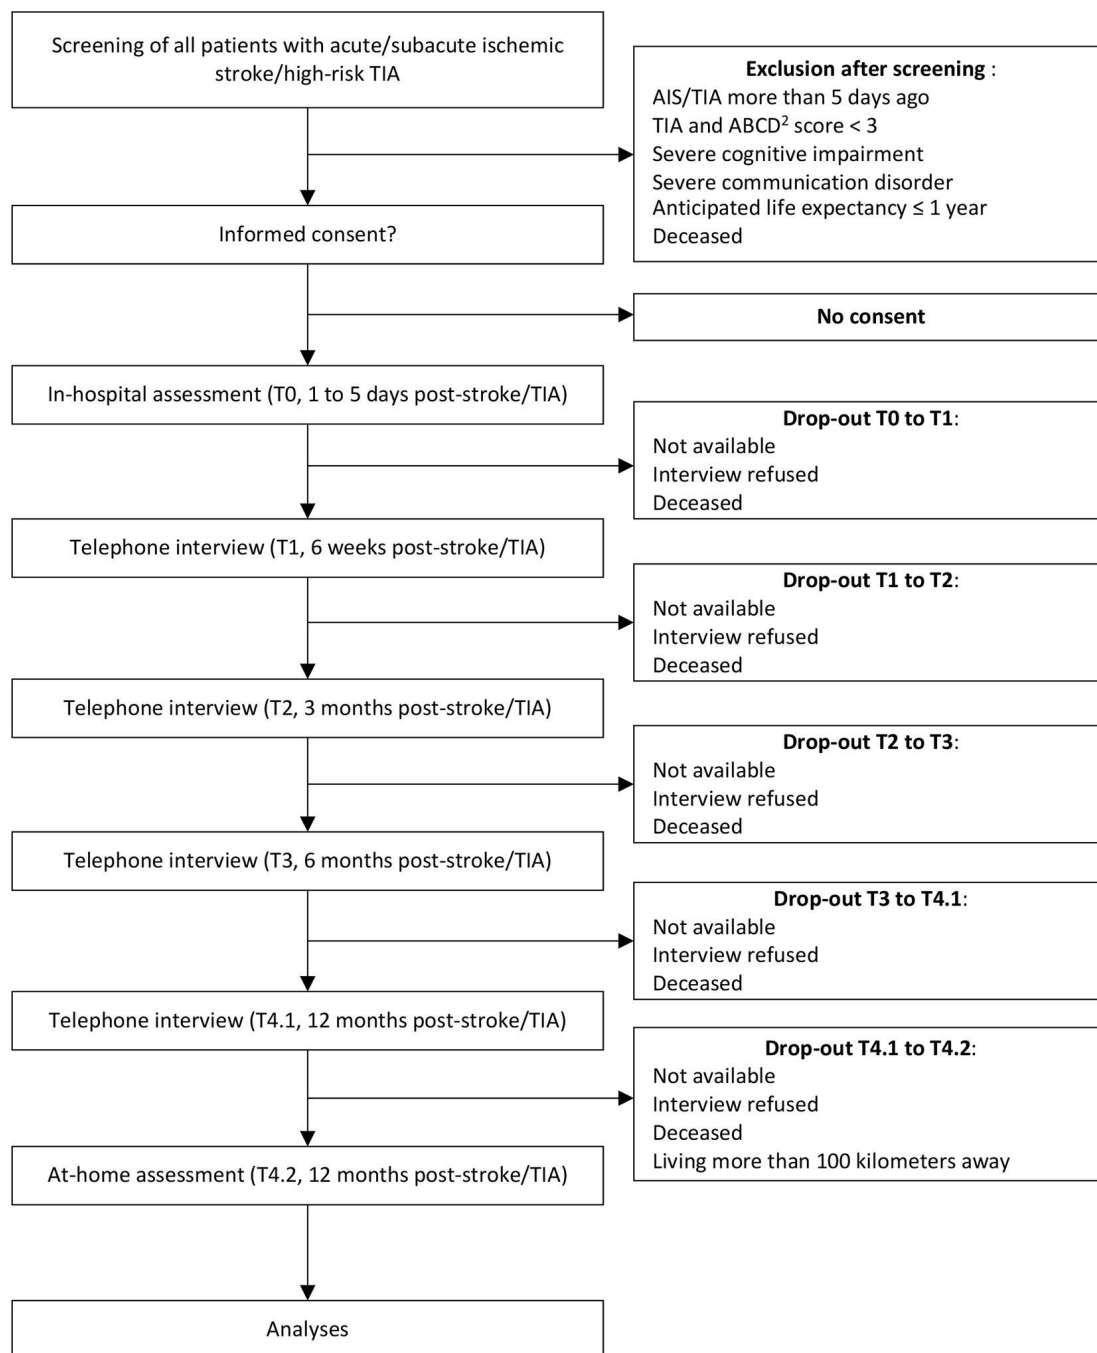 Screening of all patients with acute/subacute ischemic
stroke/high-risk TIA
Exclusion after screening :
AIS/TIA more than 5 days ago
TIA and ABCD² score < 3
Severe cognitive impairment
Severe communication disorder
Anticipated life expectancy ≤ 1 year
Deceased
Informed consent?
No consent
In-hospital assessment (T0, 1 to 5 days post-stroke/TIA)
Drop-out T0 to T1:
Not available
Interview refused
Deceased
Telephone interview (T1, 6 weeks post-stroke/TIA)
Drop-out T1 to T2:
Not available
Interview refused
Deceased
Telephone interview (T2, 3 months post-stroke/TIA)
Drop-out T2 to T3:
Not available
Interview refused
Deceased
Telephone interview (T3, 6 months post-stroke/TIA)
Drop-out T3 to T4.1:
Not available
Interview refused
Deceased
Telephone interview (T4.1, 12 months post-stroke/TIA)
Drop-out T4.1 to T4.2:
Not available
Interview refused
Deceased
Living more than 100 kilometers away
At-home assessment (T4.2, 12 months post-stroke/TIA)
Analyses